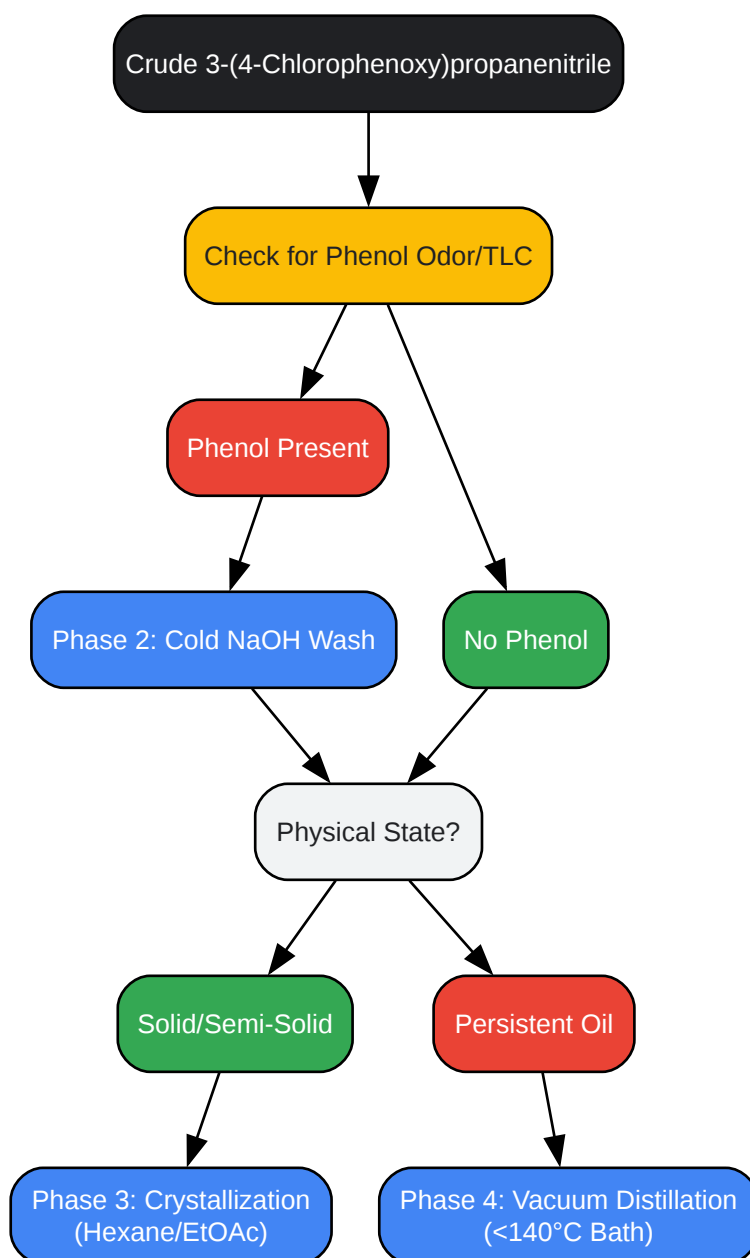 Crude 3-(4-Chlorophenoxy)propanenitrile
Check for Phenol Odor/TLC
Phenol Present
Phase 2: Cold NaOH Wash
No Phenol
Physical State?
Solid/Semi-Solid
Persistent Oil
Phase 3: Crystallization
(Hexane/EtOAc)
Phase 4: Vacuum Distillation
(<140°C Bath)